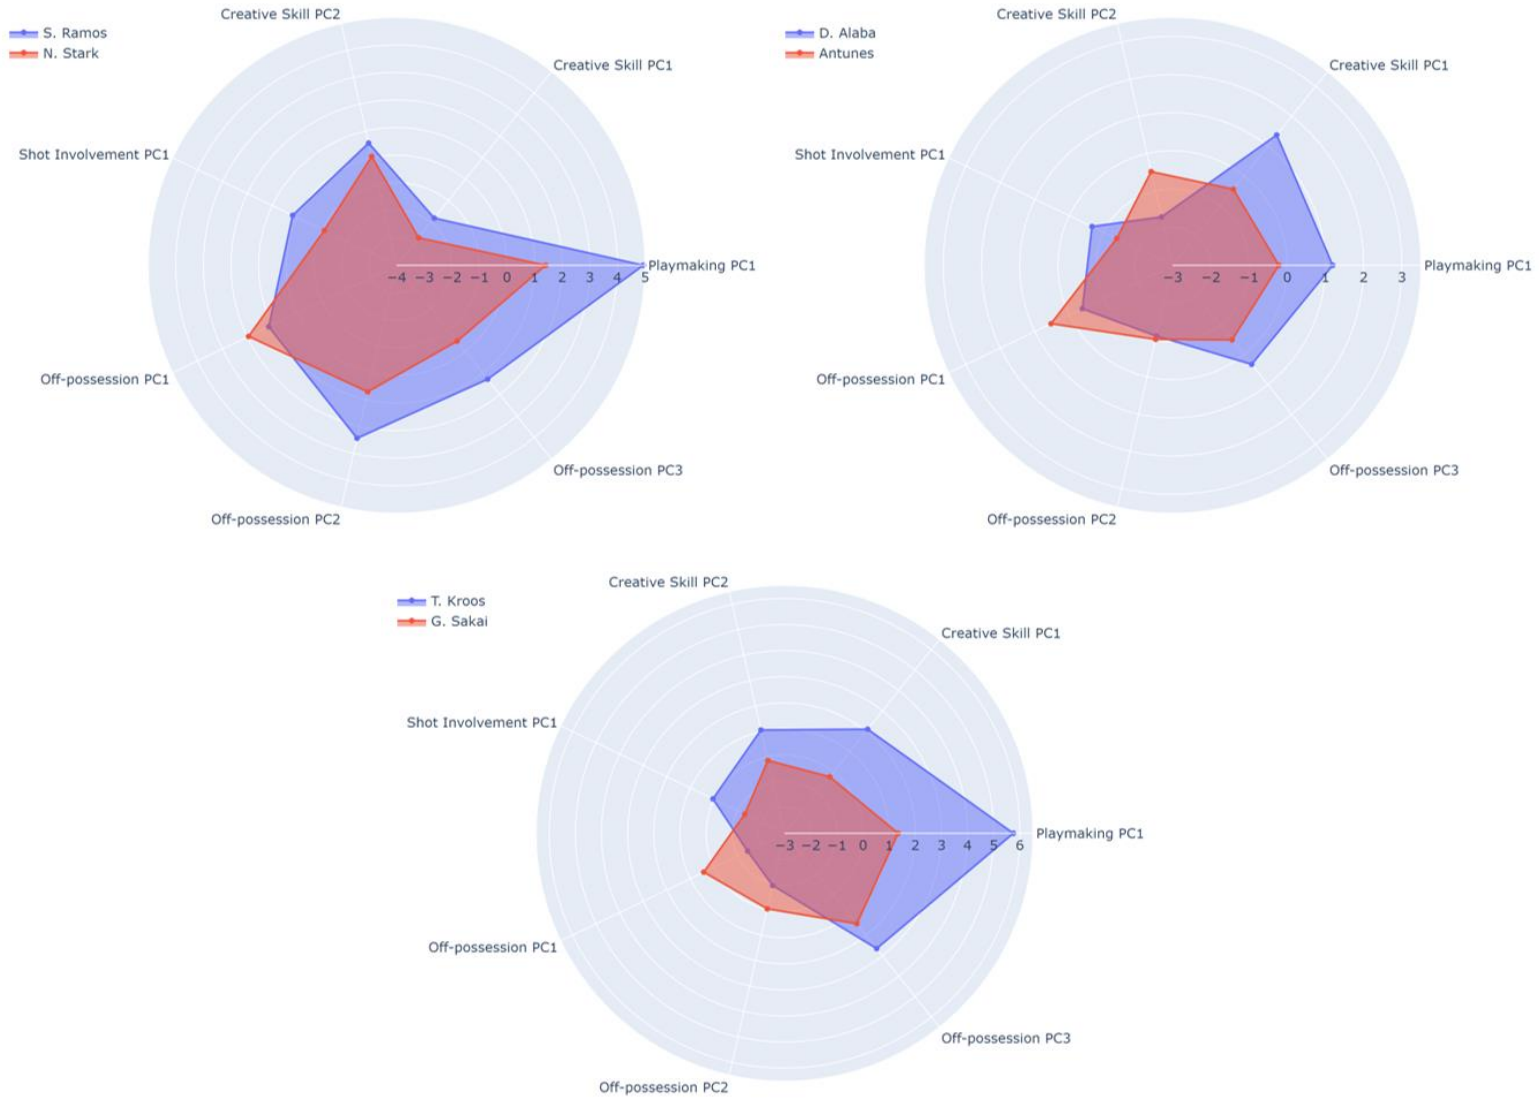 Creative Skill PC2
S. Ramos
N. Stark
Creative Skill PC1
Shot Involvement PC1
Playmaking PC1
−4 −3 −2 −1 0 1 2 3 4 5
Off-possession PC1
Off-possession PC3
Off-possession PC2
Creative Skill PC2
D. Alaba
Antunes
Creative Skill PC1
Shot Involvement PC1
Playmaking PC1
−3 −2 −1 0 1 2 3
Off-possession PC1
Off-possession PC3
Off-possession PC2
Creative Skill PC2
T. Kroos
G. Sakai
Creative Skill PC1
Shot Involvement PC1
Playmaking PC1
−3 −2 −1 0 1 2 3 4 5 6
Off-possession PC1
Off-possession PC3
Off-possession PC2